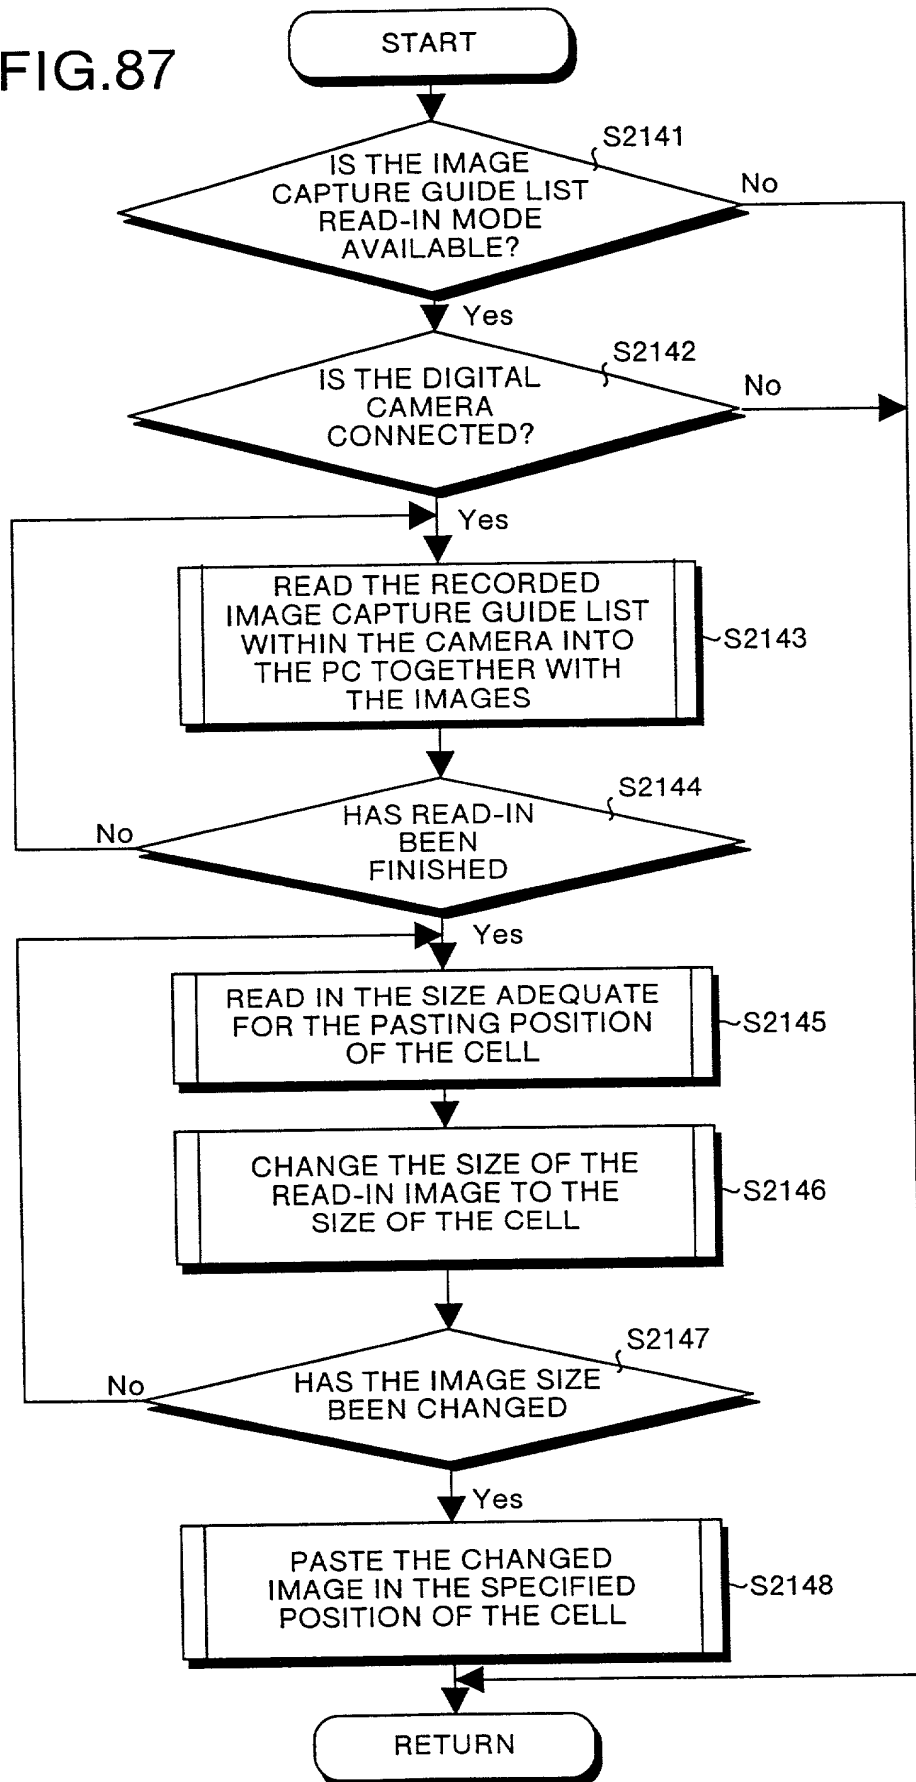 FIG.87
START
S2141
IS THE IMAGE
CAPTURE GUIDE LIST
READ-IN MODE
AVAILABLE?
No
Yes
S2142
IS THE DIGITAL
CAMERA
CONNECTED?
No
Yes
READ THE RECORDED
IMAGE CAPTURE GUIDE LIST
WITHIN THE CAMERA INTO
THE PC TOGETHER WITH
THE IMAGES
S2143
S2144
HAS READ-IN
BEEN
FINISHED
No
Yes
READ IN THE SIZE ADEQUATE
FOR THE PASTING POSITION
OF THE CELL
S2145
CHANGE THE SIZE OF THE
READ-IN IMAGE TO THE
SIZE OF THE CELL
S2146
S2147
HAS THE IMAGE SIZE
BEEN CHANGED
No
Yes
PASTE THE CHANGED
IMAGE IN THE SPECIFIED
POSITION OF THE CELL
S2148
RETURN